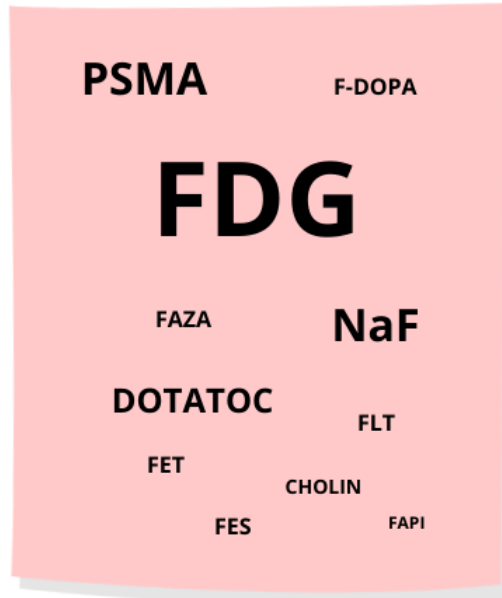 PSMA
F-DOPA
FDG
FAZA
NaF
DOTATOC
FLT
FET
CHOLIN
FES
FAPI